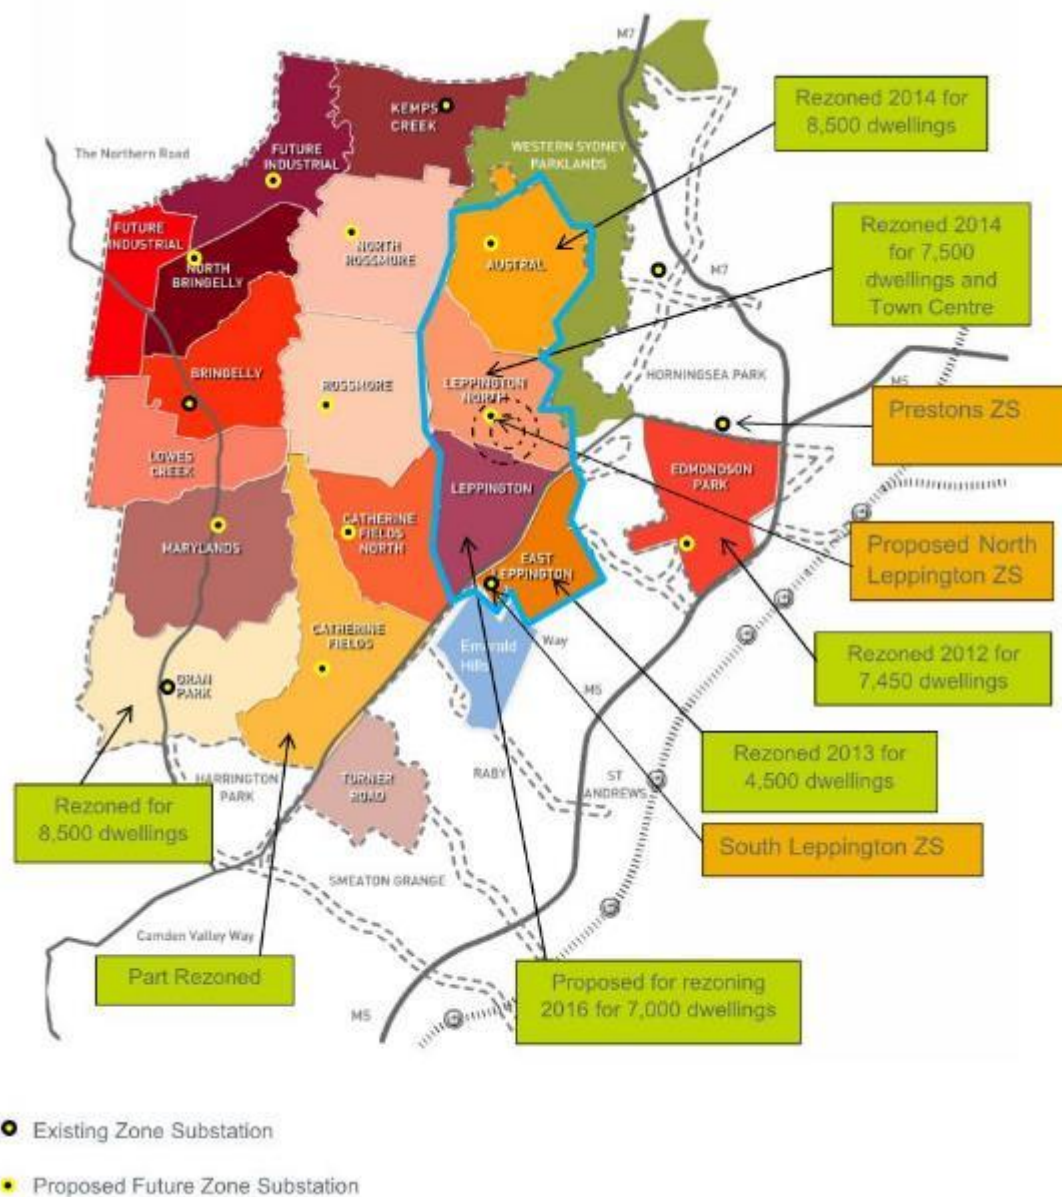 M7
Rezoned 2014 for
8,500 dwellings
KEMPS
CREEK
The Northern Road
FUTURE
INDUSTRIAL
WESTERN SYDNEY
PARKLANDS
FUTURE
INDUSTRIAL
NORTH
BRINGELLY
NORTH
ROSSMORE
AUSTRAL
M7
Rezoned 2014
for 7,500
dwellings and
Town Centre
BRINGELLY
ROSSMORE
LEPPINGTON
NORTH
HORNINGSEA PARK
M5
Prestons ZS
LOWES
CREEK
LEPPINGTON
EDMONDSON
PARK
MARYLANDS
CATHERINE
FIELDS
NORTH
EAST
LEPPINGTON
Proposed North
Leppington ZS
CATHERINE
FIELDS
Emerald
Hills
Way
Rezoned 2012 for
7,450 dwellings
ORAN
PARK
M5
Rezoned 2013 for
4,500 dwellings
HARRINGTON
PARK
TURNER
ROAD
RABY
ST
ANDREWS
Rezoned for
8,500 dwellings
South Leppington ZS
SMEATON GRANGE
Camden Valley Way
Part Rezoned
Proposed for rezoning
2016 for 7,000 dwellings
M5
Existing Zone Substation
Proposed Future Zone Substation